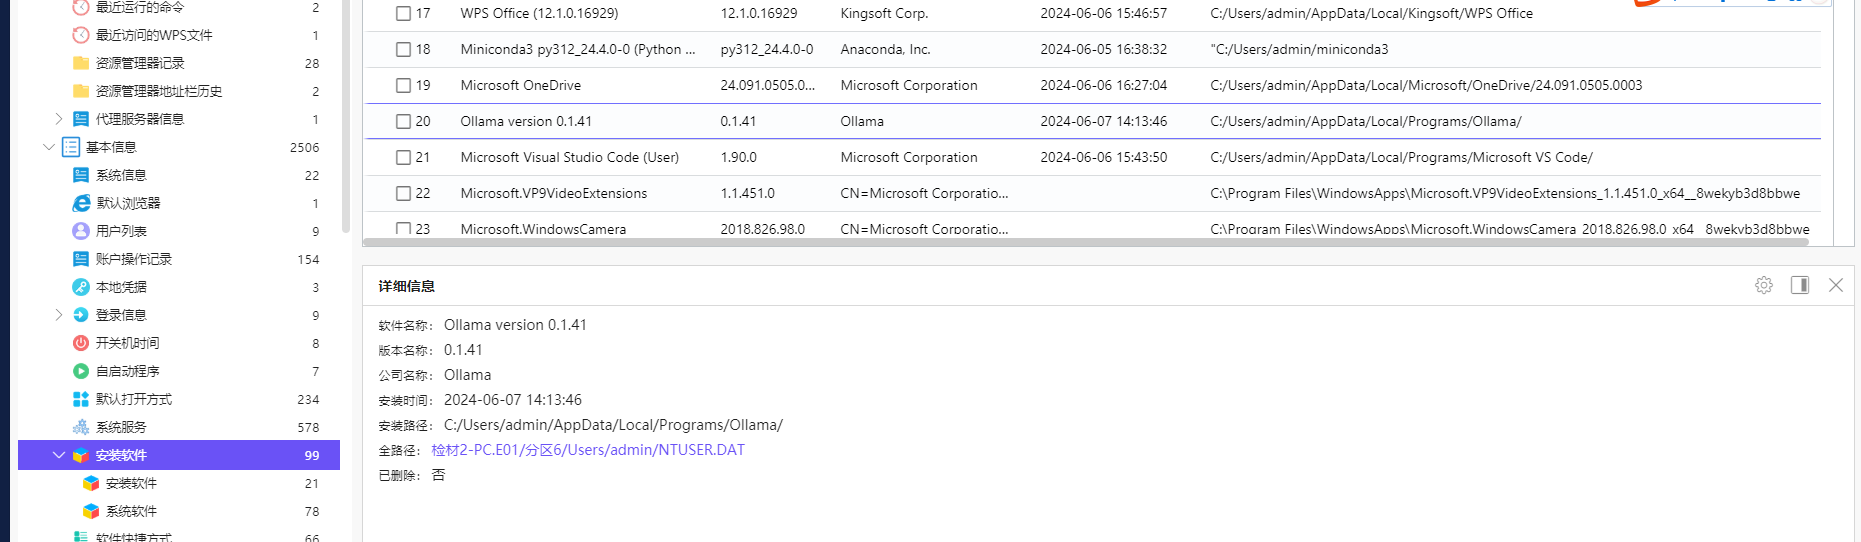 最近运行的命令 2
最近访问的WPS文件 1
资源管理器记录 28
资源管理器地址栏历史 2
代理服务器信息 1
基本信息 2506
系统信息 22
默认浏览器 1
用户列表 9
账户操作记录 154
本地凭据 3
登录信息 9
开关机时间 8
自启动程序 7
默认打开方式 234
系统服务 578
安装软件 99
安装软件 21
系统软件 78
软件快捷方式 66
17 WPS Office (12.1.0.16929) 12.1.0.16929 Kingsoft Corp. 2024-06-06 15:46:57 C:/Users/admin/AppData/Local/Kingsoft/WPS Office
18 Miniconda3 py312_24.4.0-0 (Python ... py312_24.4.0-0 Anaconda, Inc. 2024-06-05 16:38:32 "C:/Users/admin/miniconda3
19 Microsoft OneDrive 24.091.0505.0... Microsoft Corporation 2024-06-06 16:27:04 C:/Users/admin/AppData/Local/Microsoft/OneDrive/24.091.0505.0003
20 Ollama version 0.1.41 0.1.41 Ollama 2024-06-07 14:13:46 C:/Users/admin/AppData/Local/Programs/Ollama/
21 Microsoft Visual Studio Code (User) 1.90.0 Microsoft Corporation 2024-06-06 15:43:50 C:/Users/admin/AppData/Local/Programs/Microsoft VS Code/
22 Microsoft.VP9VideoExtensions 1.1.451.0 CN=Microsoft Corporatio... C:\Program Files\WindowsApps\Microsoft.VP9VideoExtensions_1.1.451.0_x64__8wekyb3d8bbwe
23 Microsoft.WindowsCamera 2018.826.98.0 CN=Microsoft Corporatio... C:\Program Files\WindowsApps\Microsoft.WindowsCamera_2018.826.98.0_x64__8wekyb3d8bbwe
详细信息
软件名称: Ollama version 0.1.41
版本名称: 0.1.41
公司名称: Ollama
安装时间: 2024-06-07 14:13:46
安装路径: C:/Users/admin/AppData/Local/Programs/Ollama/
全路径: 检材2-PC.E01/分区6/Users/admin/NTUSER.DAT
已删除: 否